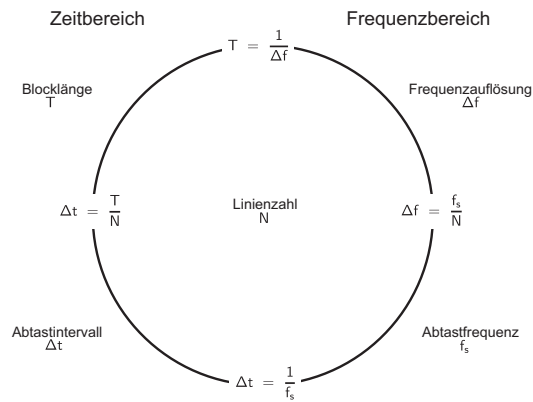 Zeitbereich
Frequenzbereich
T = 1/Δf
Blocklänge
T
Frequenzauflösung
Δf
Δt = T/N
Linienzahl
N
Δf = fₛ/N
Abtastintervall
Δt
Abtastfrequenz
fₛ
Δt = 1/fₛ